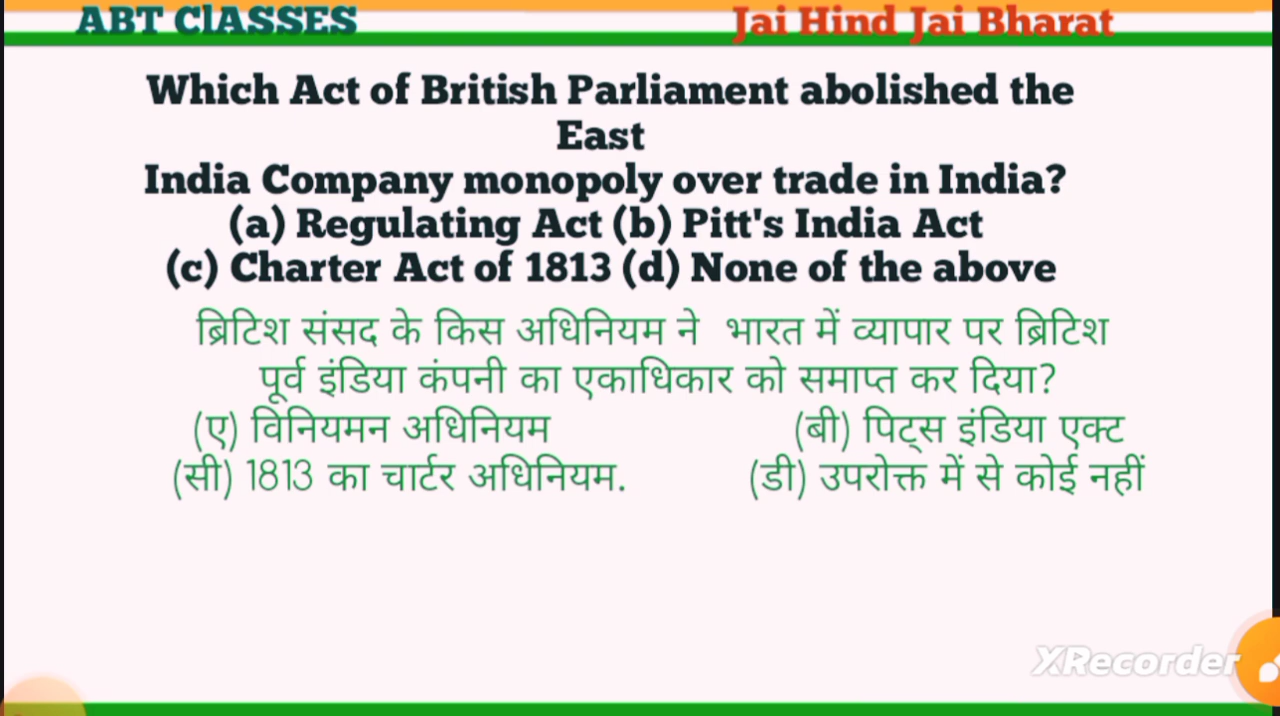 ABT ClASSES Jai Hind Jai Bharat
Which Act of British Parliament abolished the
East
India Company monopoly over trade in India?
(a) Regulating Act (b) Pitt's India Act
(c) Charter Act of 1813 (d) None of the above
ब्रिटिश संसद के किस अधिनियम ने भारत में व्यापार पर ब्रिटिश
पूर्व इंडिया कंपनी का एकाधिकार को समाप्त कर दिया?
(ए) विनियमन अधिनियम (बी) पिट्स इंडिया एक्ट
(सी) 1813 का चार्टर अधिनियम. (डी) उपरोक्त में से कोई नहीं
XRecorder